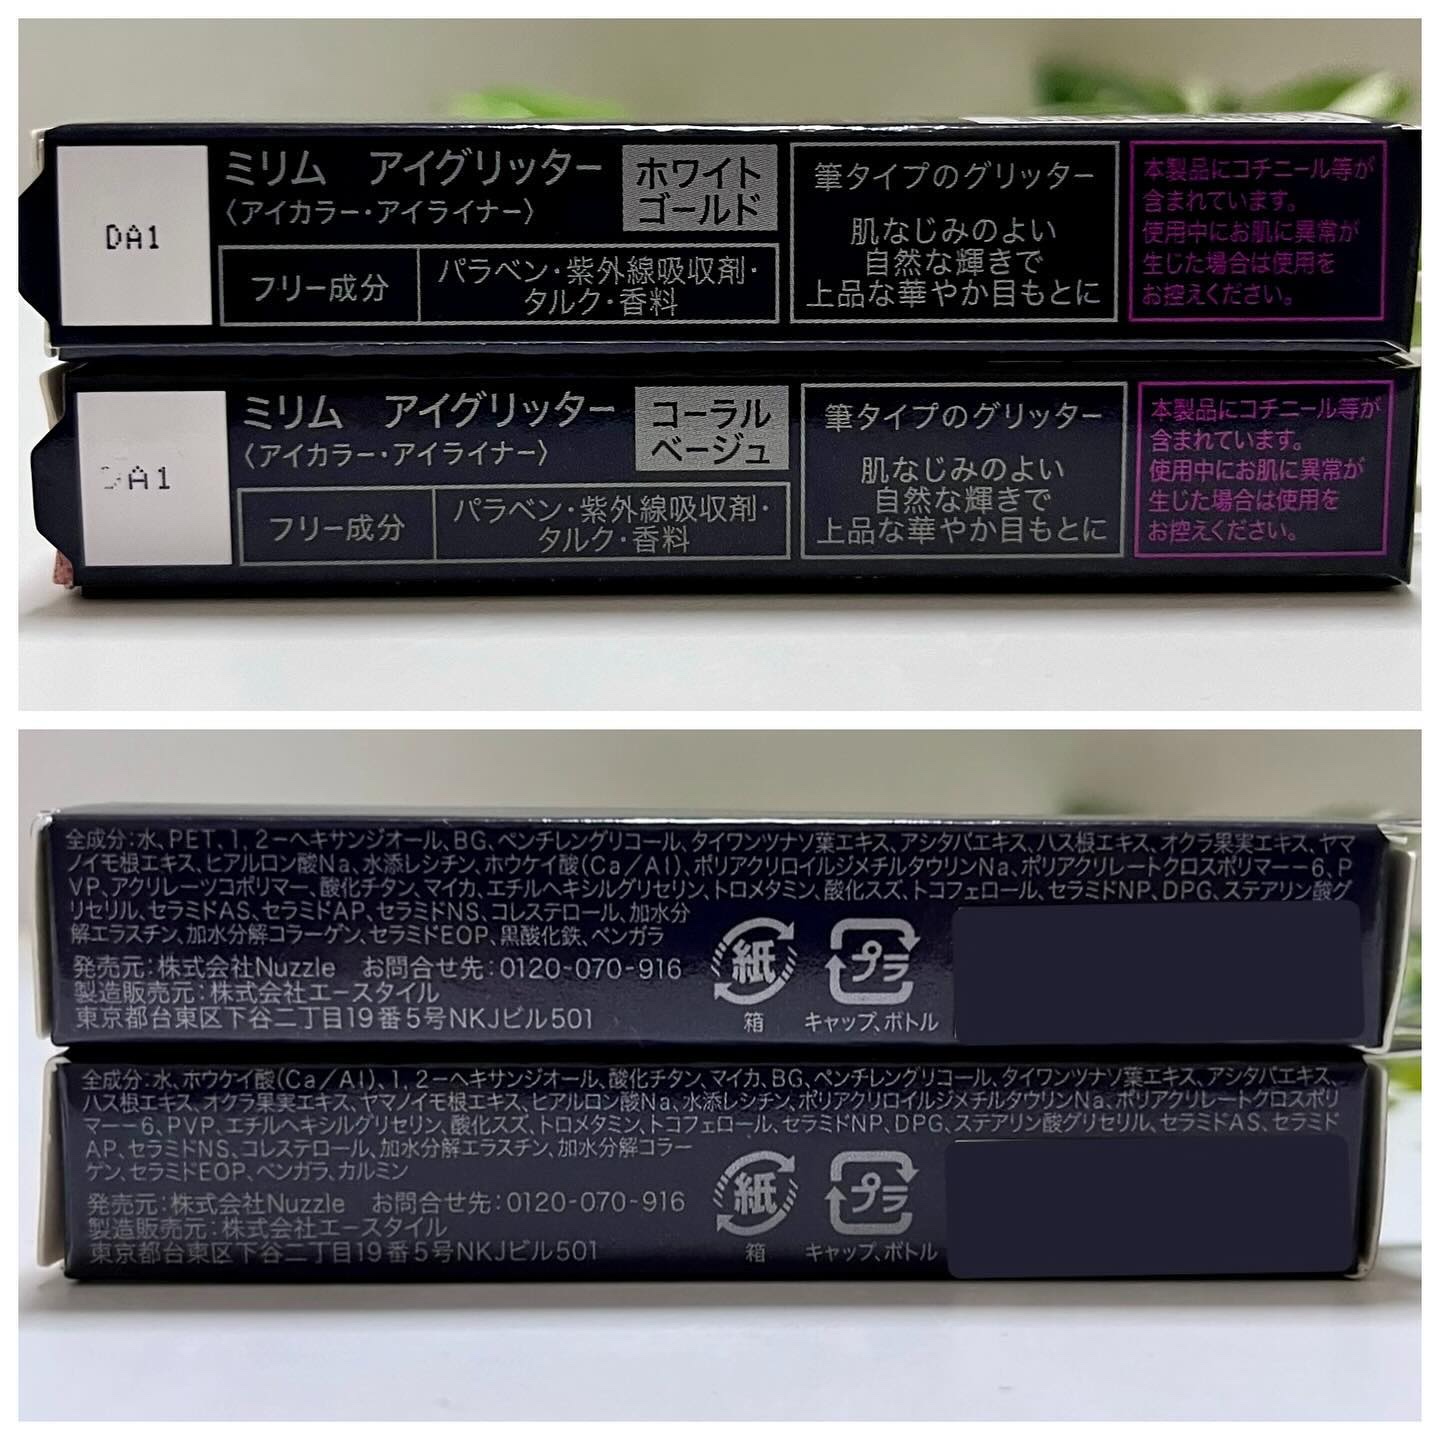 DA1
ミリム　アイグリッター
〈アイカラー・アイライナー〉
ホワイト
ゴールド
フリー成分
パラベン・紫外線吸収剤・
タルク・香料
筆タイプのグリッター
肌なじみのよい
自然な輝きで
上品な華やか目もとに
本製品にコチニール等が
含まれています。
使用中にお肌に異常が
生じた場合は使用を
お控えください。
DA1
ミリム　アイグリッター
〈アイカラー・アイライナー〉
コーラル
ベージュ
フリー成分
パラベン・紫外線吸収剤・
タルク・香料
筆タイプのグリッター
肌なじみのよい
自然な輝きで
上品な華やか目もとに
本製品にコチニール等が
含まれています。
使用中にお肌に異常が
生じた場合は使用を
お控えください。
全成分:水、PET、1,2-ヘキサンジオール、BG、ペンチレングリコール、タイワンツナソ葉エキス、アシタバエキス、ハス根エキス、オクラ果実エキス、ヤマ
ノイモ根エキス、ヒアルロン酸Na、水添レシチン、ホウケイ酸(Ca/Al)、ポリアクリロイルジメチルタウリンNa、ポリアクリレートクロスポリマー-6、P
VP、アクリレーツコポリマー、酸化チタン、マイカ、エチルヘキシルグリセリン、トロメタミン、酸化スズ、トコフェロール、セラミドNP、DPG、ステアリン酸グ
リセリル、セラミドAS、セラミドAP、セラミドNS、コレステロール、加水分
解エラスチン、加水分解コラーゲン、セラミドEOP、黒酸化鉄、ベンガラ
発売元:株式会社Nuzzle　お問合せ先:0120-070-916
製造販売元:株式会社エースタイル
東京都台東区下谷二丁目19番5号NKJビル501
紙
箱
プラ
キャップ、ボトル
全成分:水、ホウケイ酸(Ca/Al)、1,2-ヘキサンジオール、酸化チタン、マイカ、BG、ペンチレングリコール、タイワンツナソ葉エキス、アシタバエキス、
ハス根エキス、オクラ果実エキス、ヤマノイモ根エキス、ヒアルロン酸Na、水添レシチン、ポリアクリロイルジメチルタウリンNa、ポリアクリレートクロスポリ
マー-6、PVP、エチルヘキシルグリセリン、酸化スズ、トロメタミン、トコフェロール、セラミドNP、DPG、ステアリン酸グリセリル、セラミドAS、セラミド
AP、セラミドNS、コレステロール、加水分解エラスチン、加水分解コラー
ゲン、セラミドEOP、ベンガラ、カルミン
発売元:株式会社Nuzzle　お問合せ先:0120-070-916
製造販売元:株式会社エースタイル
東京都台東区下谷二丁目19番5号NKJビル501
紙
箱
プラ
キャップ、ボトル